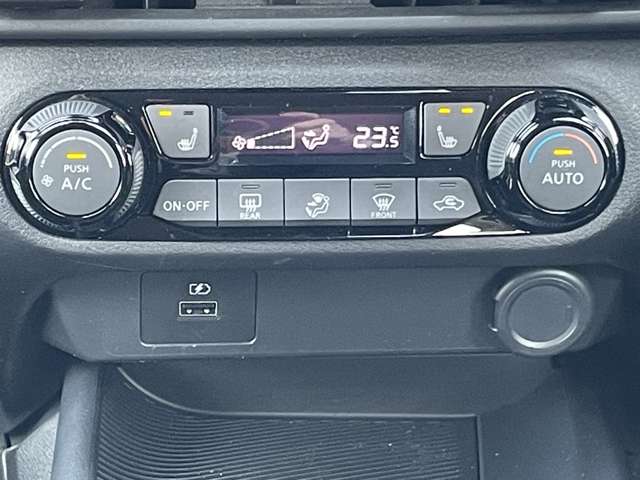 23.5°C
PUSH
A/C
PUSH
AUTO
ON-OFF
REAR
FRONT